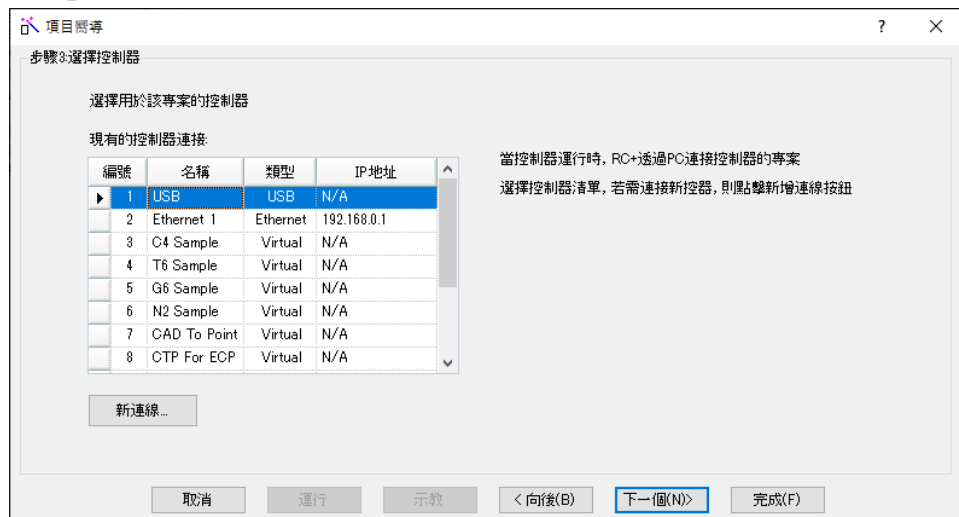 項目嚮導
?
步驟3:選擇控制器
選擇用於該專案的控制器
現有的控制器連接:
編號 名稱 類型 IP地址
1 USB USB N/A
2 Ethernet 1 Ethernet 192.168.0.1
3 C4 Sample Virtual N/A
4 T6 Sample Virtual N/A
5 G6 Sample Virtual N/A
6 N2 Sample Virtual N/A
7 CAD To Point Virtual N/A
8 CTP For ECP Virtual N/A
當控制器運行時, RC+透過PC連接控制器的專案
選擇控制器清單, 若需連接新控器, 則點擊新增連線按鈕
新連線...
取消 運行 示教 <向後(B) 下一個(N)> 完成(F)